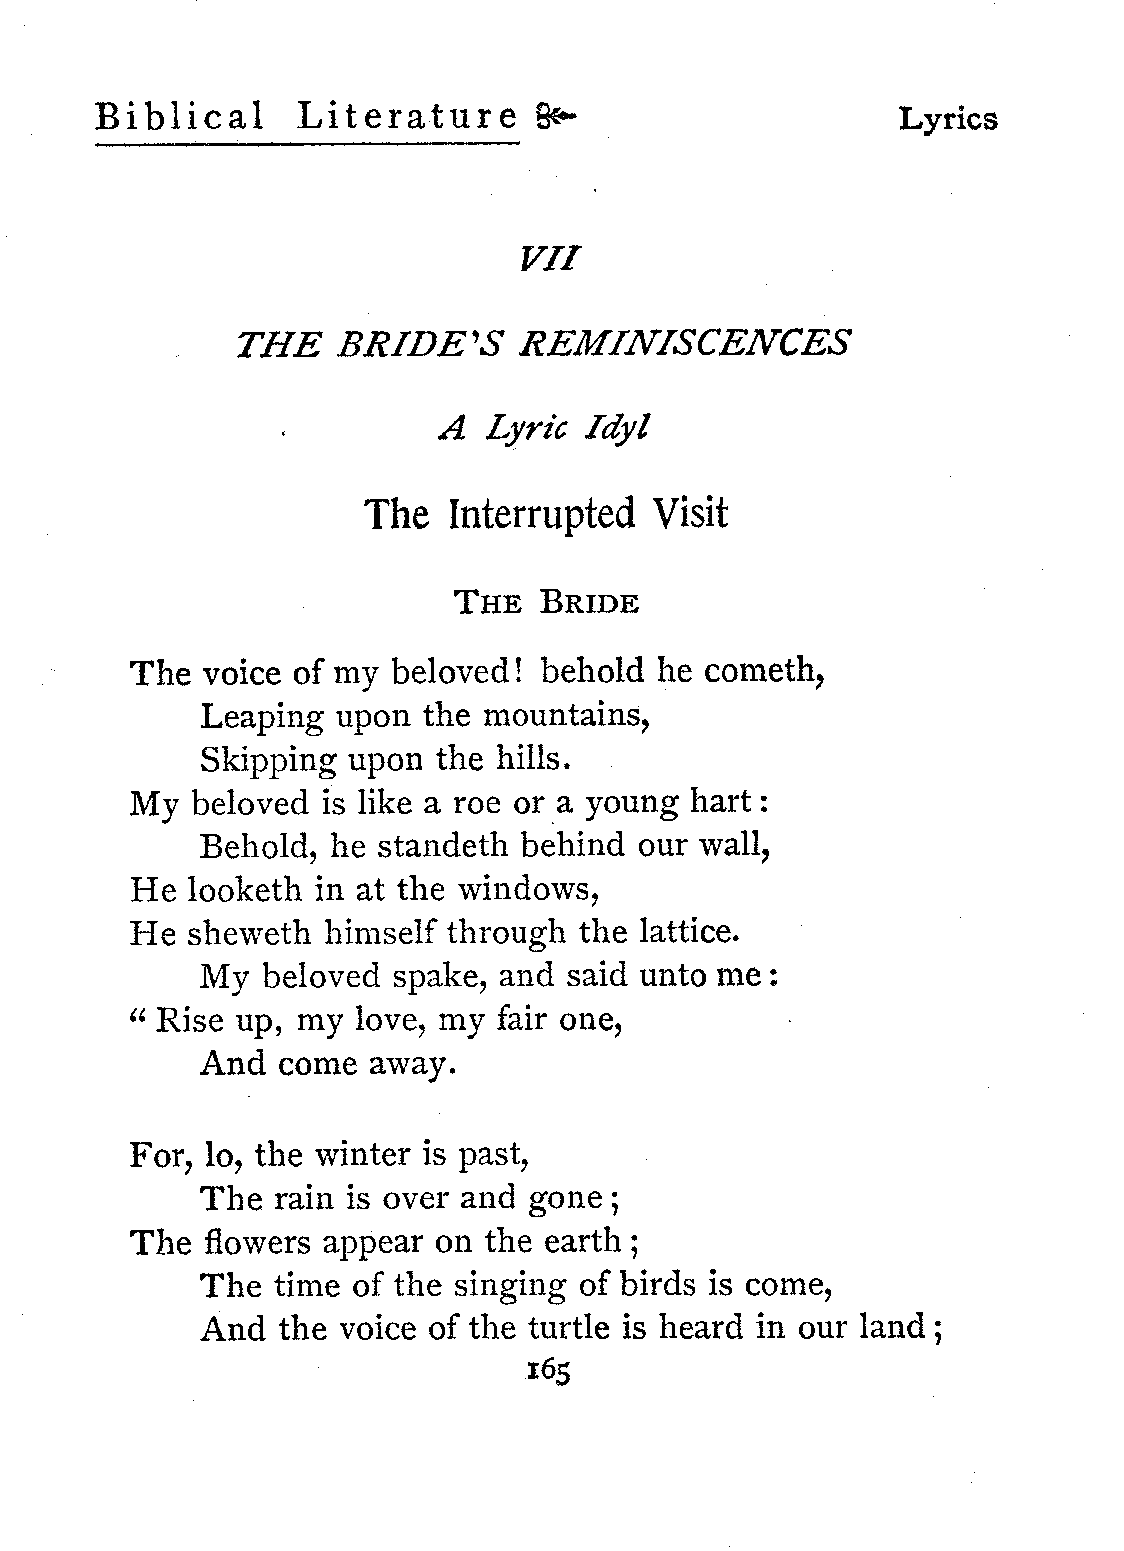 Biblical Literature Lyrics
VII
THE BRIDE'S REMINISCENCES
A Lyric Idyl
The Interrupted Visit
THE BRIDE
The voice of my beloved! behold he cometh,
Leaping upon the mountains,
Skipping upon the hills.
My beloved is like a roe or a young hart:
Behold, he standeth behind our wall,
He looketh in at the windows,
He sheweth himself through the lattice.
My beloved spake, and said unto me:
“Rise up, my love, my fair one,
And come away.
For, lo, the winter is past,
The rain is over and gone;
The flowers appear on the earth;
The time of the singing of birds is come,
And the voice of the turtle is heard in our land;
165